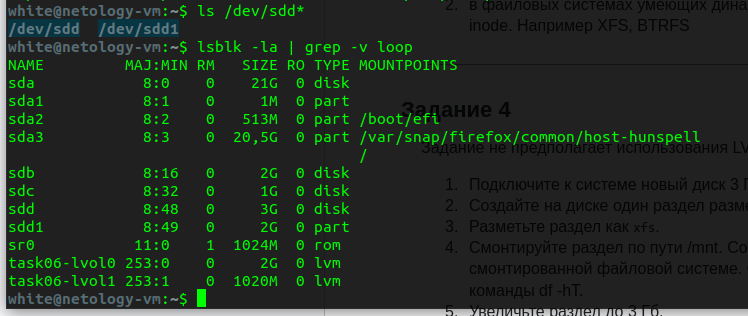 white@netology-vm:~$ ls /dev/sdd*
/dev/sdd  /dev/sdd1
white@netology-vm:~$ lsblk -la | grep -v loop
NAME         MAJ:MIN RM   SIZE RO TYPE MOUNTPOINTS
sda            8:0    0    21G  0 disk
sda1           8:1    0     1M  0 part
sda2           8:2    0   513M  0 part /boot/efi
sda3           8:3    0  20,5G  0 part /var/snap/firefox/common/host-hunspell
                                       /
sdb            8:16   0     2G  0 disk
sdc            8:32   0     1G  0 disk
sdd            8:48   0     3G  0 disk
sdd1           8:49   0     2G  0 part
sr0           11:0    1  1024M  0 rom
task06-lvol0 253:0    0     2G  0 lvm
task06-lvol1 253:1    0  1020M  0 lvm
white@netology-vm:~$
2. в файловых системах умеющих дина
inode. Например XFS, BTRFS
Задание 4
Задание не предполагает использования LV
1. Подключите к системе новый диск 3 Г
2. Создайте на диске один раздел разм
3. Разметьте раздел как xfs.
4. Смонтируйте раздел по пути /mnt. Со
смонтированной файловой системе.
команды df -hT.
5. Увеличьте раздел до 3 Гб.